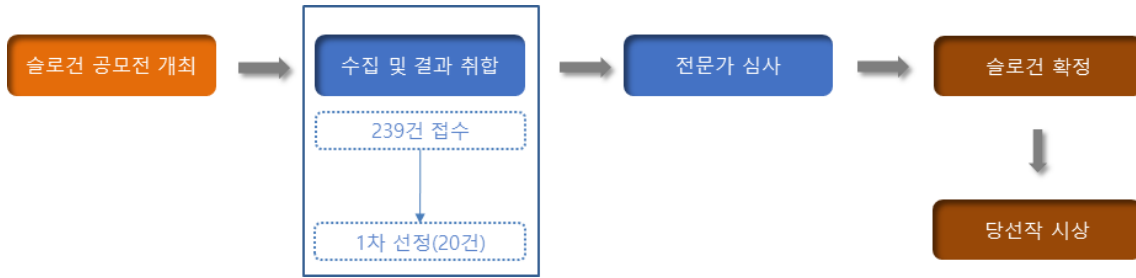 슬로건 공모전 개최
수집 및 결과 취합
전문가 심사
슬로건 확정
239건 접수
1차 선정(20건)
당선작 시상